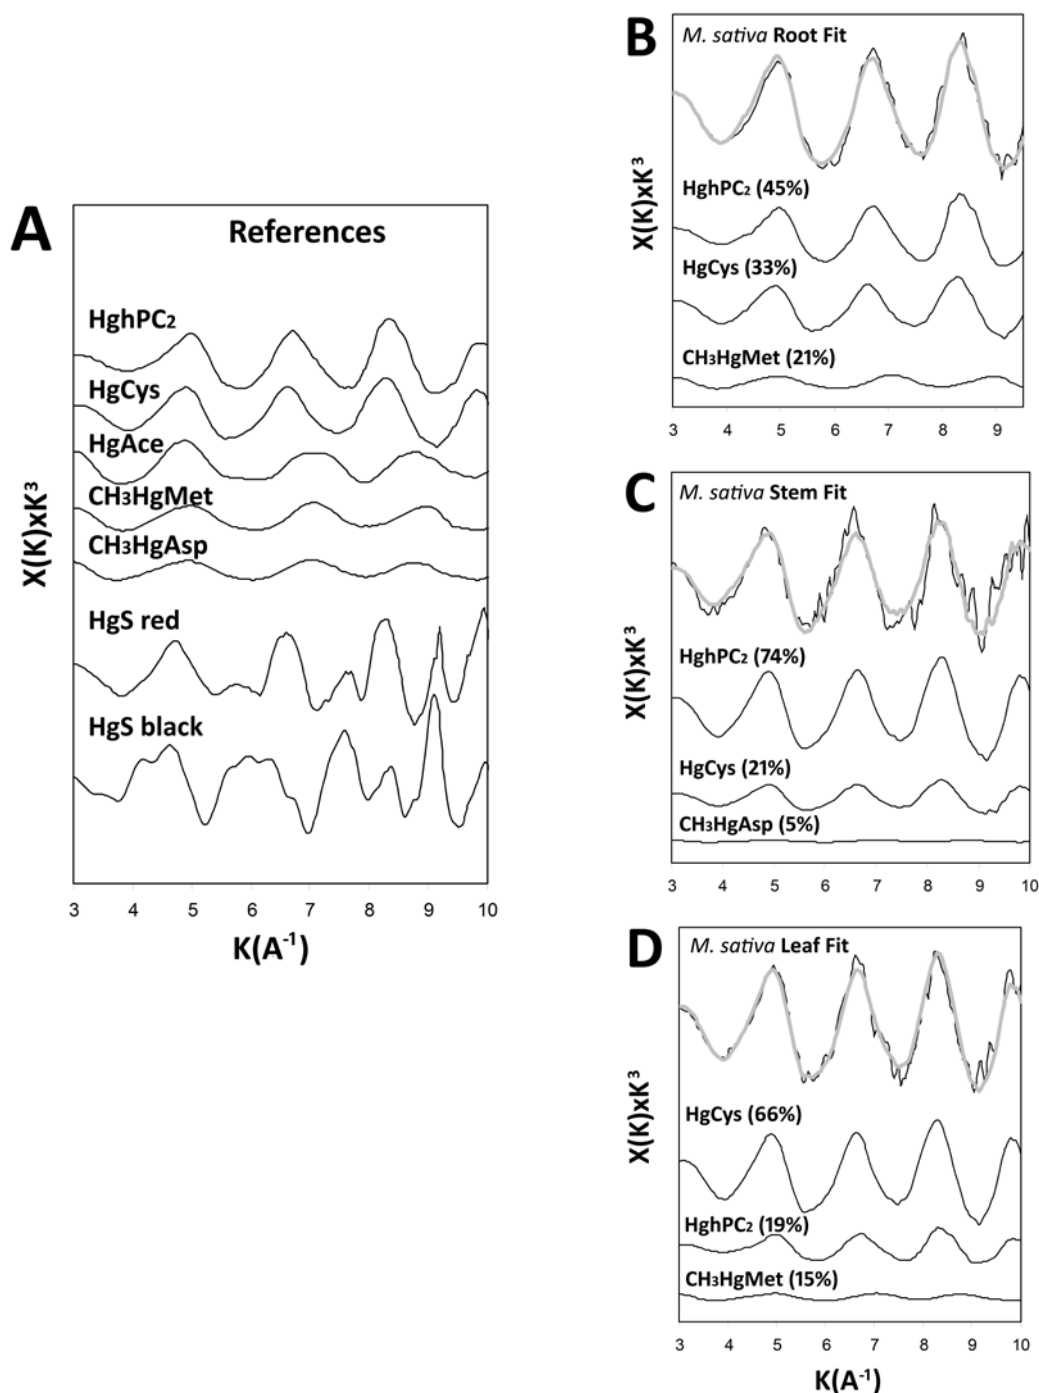 A
References
HghPC₂
HgCys
HgAce
CH₃HgMet
CH₃HgAsp
HgS red
HgS black
X(K)xK³
3 4 5 6 7 8 9 10
K(A⁻¹)
B
M. sativa Root Fit
HghPC₂ (45%)
HgCys (33%)
CH₃HgMet (21%)
X(K)xK³
3 4 5 6 7 8 9
C
M. sativa Stem Fit
HghPC₂ (74%)
HgCys (21%)
CH₃HgAsp (5%)
X(K)xK³
3 4 5 6 7 8 9 10
D
M. sativa Leaf Fit
HgCys (66%)
HghPC₂ (19%)
CH₃HgMet (15%)
X(K)xK³
3 4 5 6 7 8 9 10
K(A⁻¹)